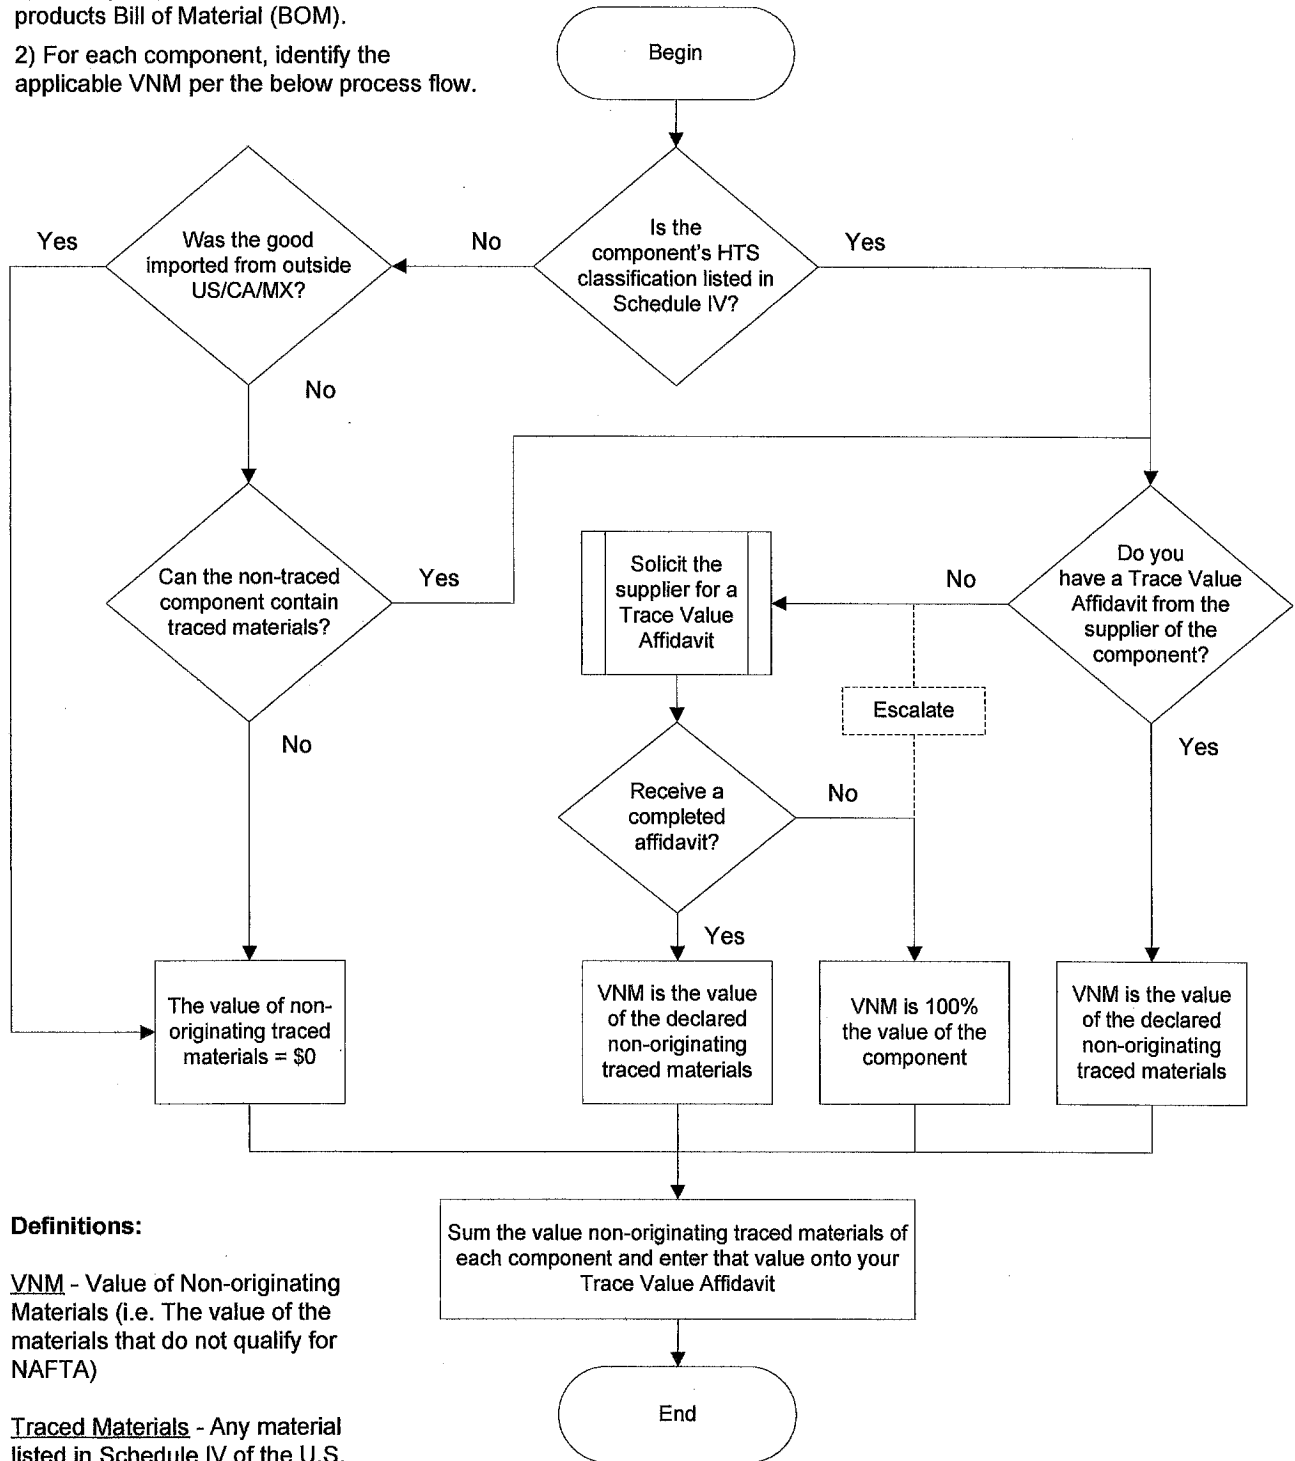 products Bill of Material (BOM).
2) For each component, identify the
applicable VNM per the below process flow.
Begin
Is the
component's HTS
classification listed in
Schedule IV?
No
Yes
Was the good
imported from outside
US/CA/MX?
Yes
No
Can the non-traced
component contain
traced materials?
Yes
No
Do you
have a Trace Value
Affidavit from the
supplier of the
component?
No
Yes
Solicit the
supplier for a
Trace Value
Affidavit
Escalate
Receive a
completed
affidavit?
No
Yes
The value of non-
originating traced
materials = $0
VNM is the value
of the declared
non-originating
traced materials
VNM is 100%
the value of the
component
VNM is the value
of the declared
non-originating
traced materials
Sum the value non-originating traced materials of
each component and enter that value onto your
Trace Value Affidavit
End
Definitions:
VNM - Value of Non-originating
Materials (i.e. The value of the
materials that do not qualify for
NAFTA)
Traced Materials - Any material
listed in Schedule IV of the U.S.